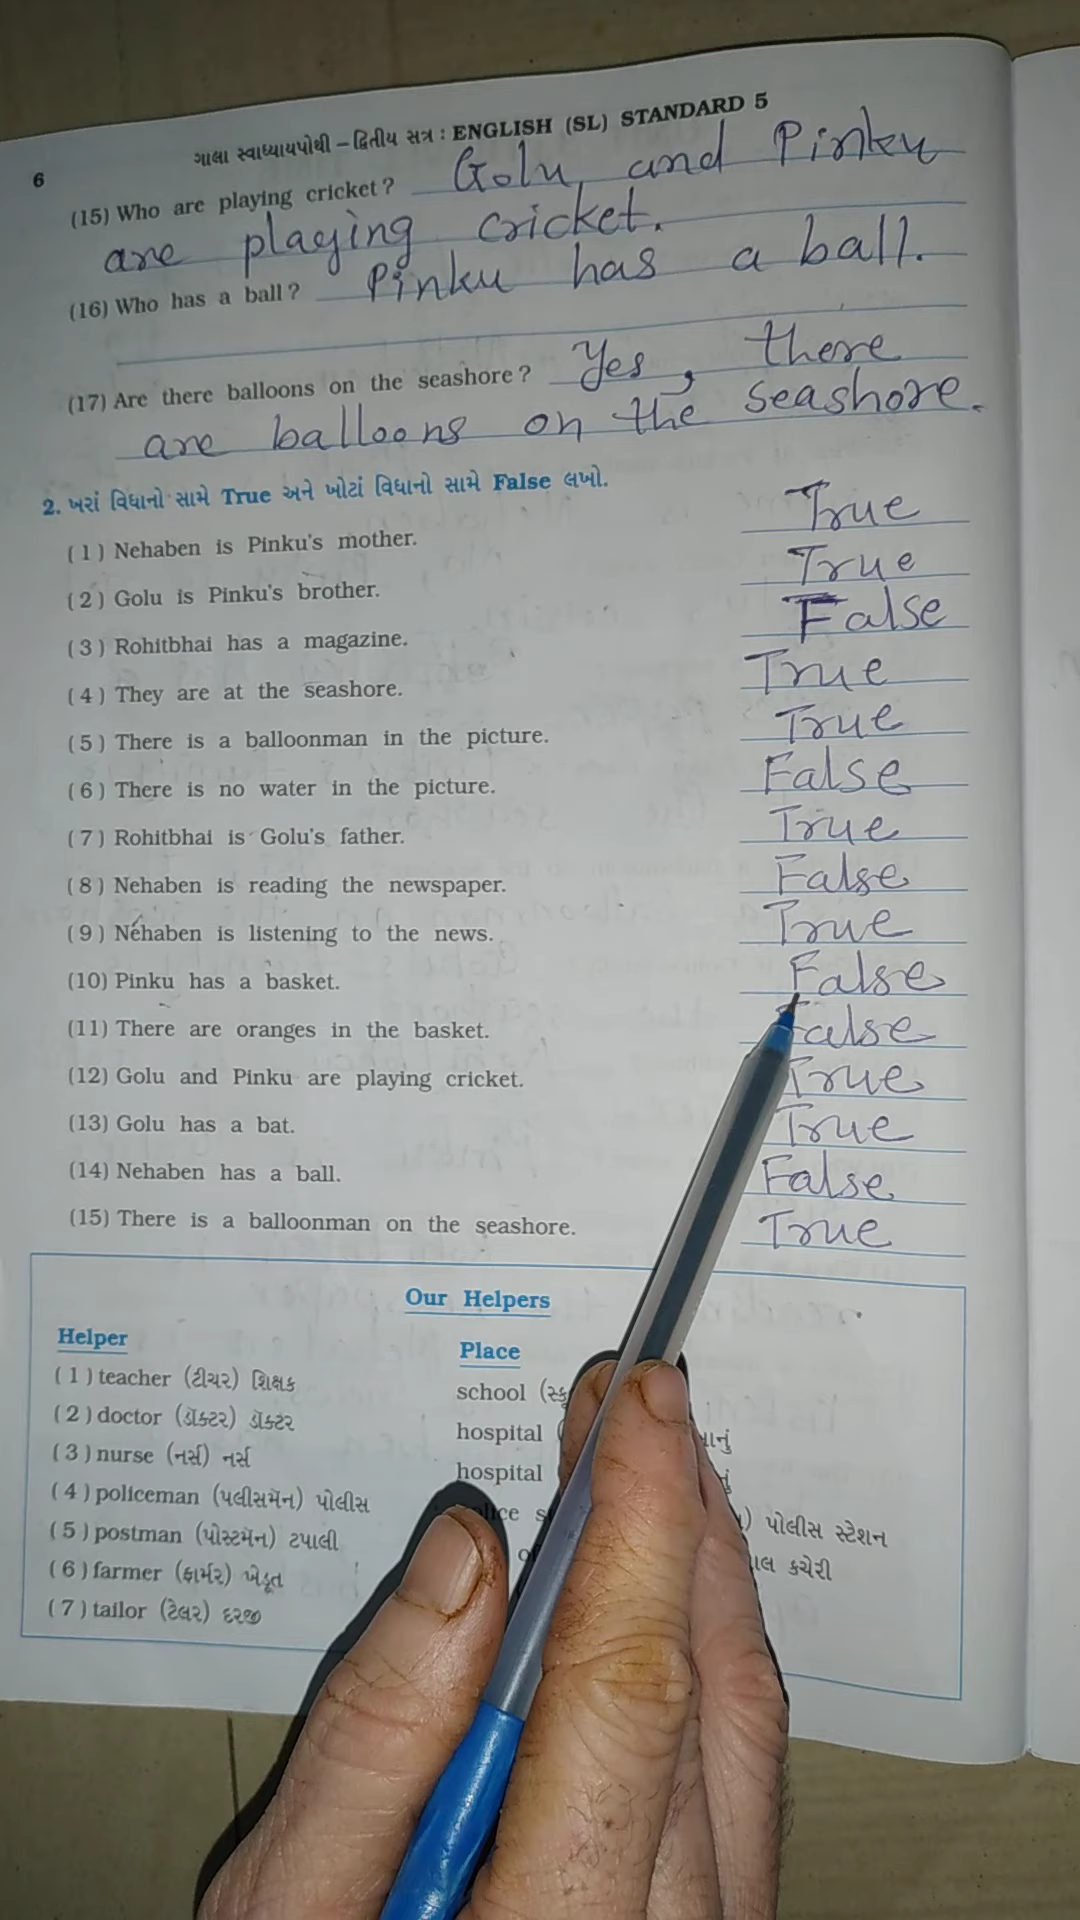 ગાલા સ્વાધ્યાયપોથી – દ્વિતીય સત્ર : ENGLISH (SL) STANDARD 5
6
(15) Who are playing cricket ? Golu and Pinku
are playing cricket.
(16) Who has a ball ? Pinku has a ball.
(17) Are there balloons on the seashore ? Yes, there
are balloons on the seashore.
2. ખરાં વિધાનો સામે True અને ખોટાં વિધાનો સામે False લખો.
( 1 ) Nehaben is Pinku's mother. True
( 2 ) Golu is Pinku's brother. True
( 3 ) Rohitbhai has a magazine. False
( 4 ) They are at the seashore. True
( 5 ) There is a balloonman in the picture. True
( 6 ) There is no water in the picture. False
( 7 ) Rohitbhai is Golu's father. True
( 8 ) Nehaben is reading the newspaper. False
( 9 ) Nehaben is listening to the news. True
(10) Pinku has a basket. False
(11) There are oranges in the basket. False
(12) Golu and Pinku are playing cricket. True
(13) Golu has a bat. True
(14) Nehaben has a ball. False
(15) There is a balloonman on the seashore. True
Our Helpers
Helper Place
( 1 ) teacher (ટીચર) શિક્ષક school
( 2 ) doctor (ડૉક્ટર) ડૉક્ટર hospital
( 3 ) nurse (નર્સ) નર્સ hospital
( 4 ) policeman (પલીસમૅન) પોલીસ પોલીસ સ્ટેશન
( 5 ) postman (પોસ્ટમૅન) ટપાલી કચેરી
( 6 ) farmer (ફાર્મર) ખેડૂત
( 7 ) tailor (ટેલર) દરજી